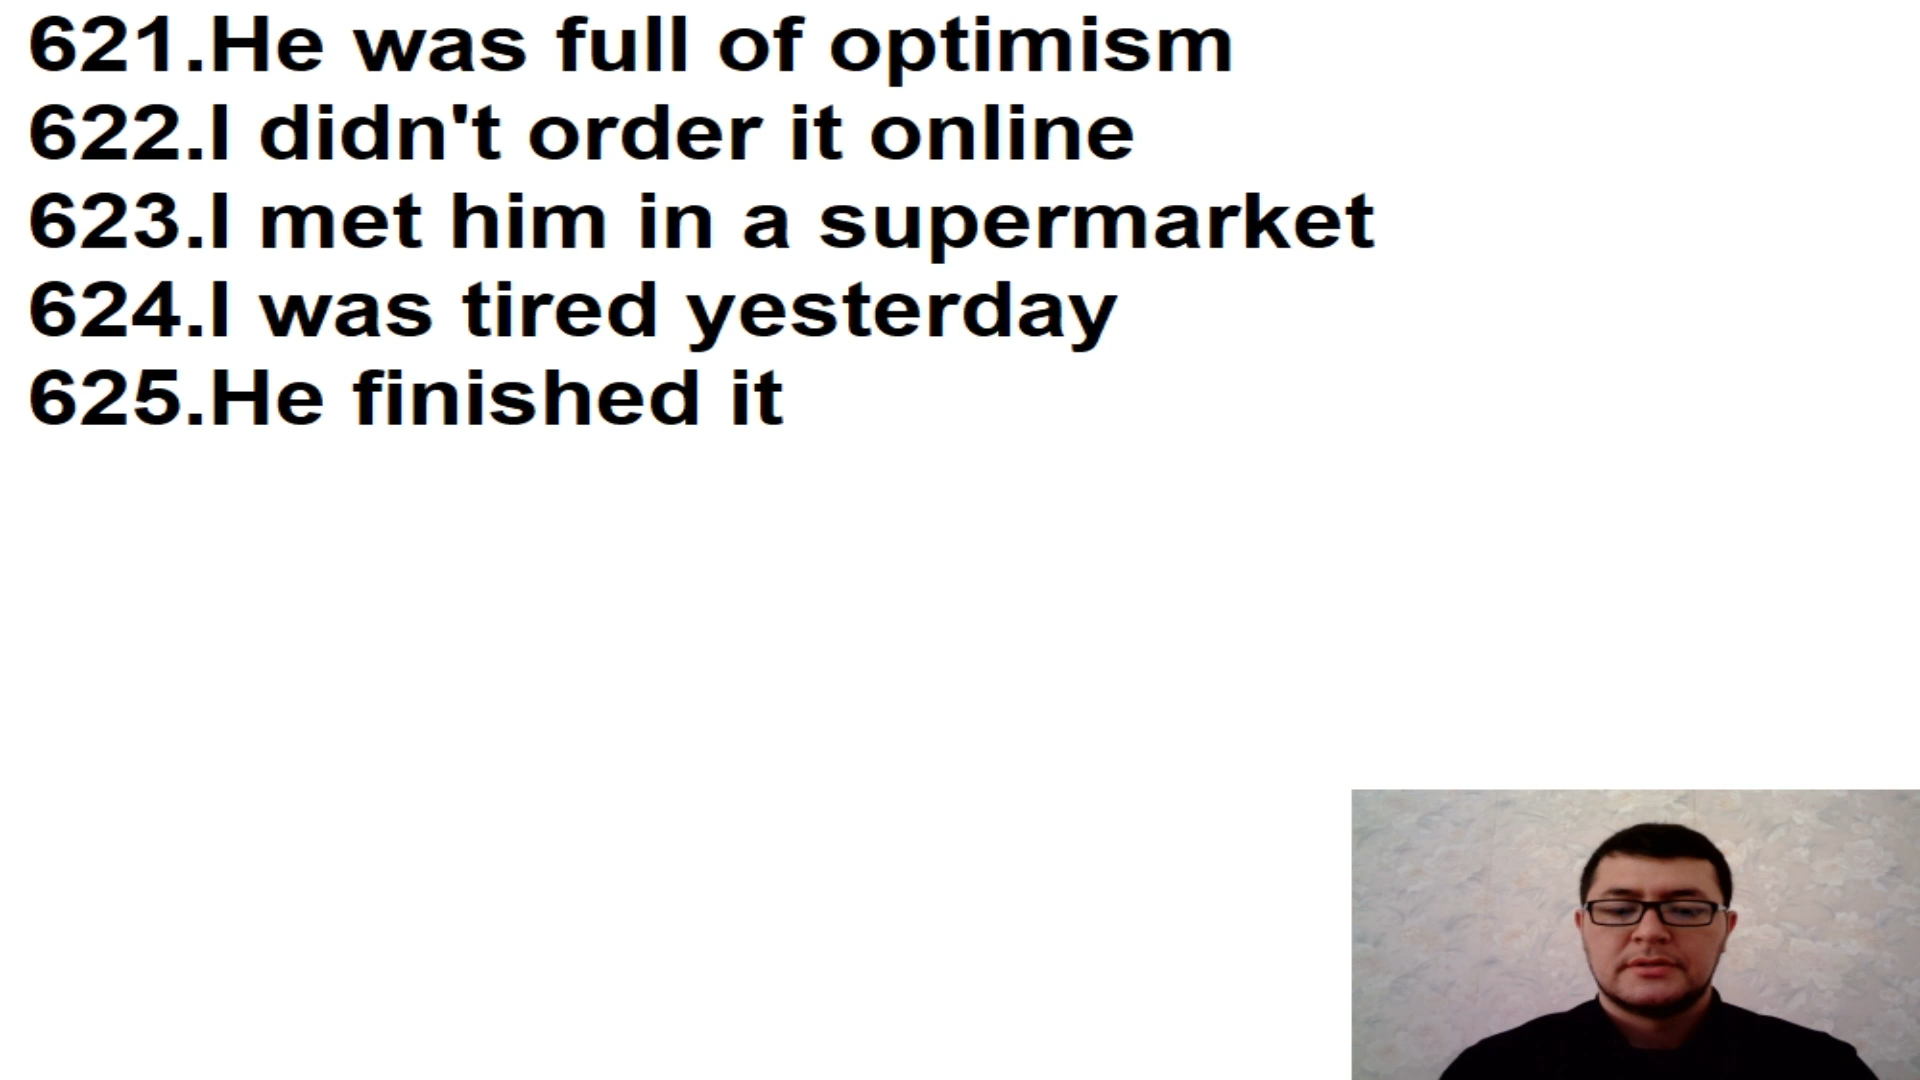 621.He was full of optimism
622.I didn't order it online
623.I met him in a supermarket
624.I was tired yesterday
625.He finished it